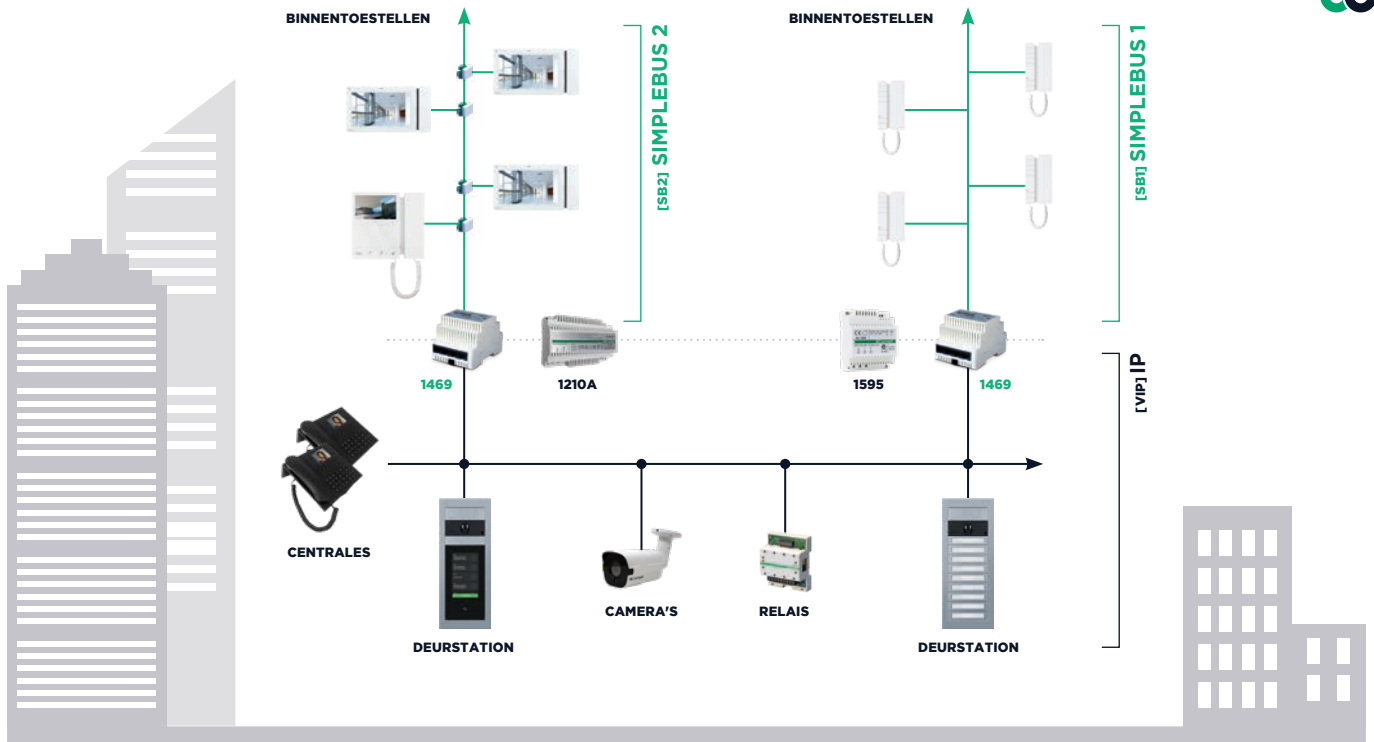 BINNENTOESTELLEN
[SB2] SIMPLEBUS 2
BINNENTOESTELLEN
[SB1] SIMPLEBUS 1
1469
1210A
1595
1469
[VIP] IP
CENTRALES
DEURSTATION
CAMERA'S
RELAIS
DEURSTATION